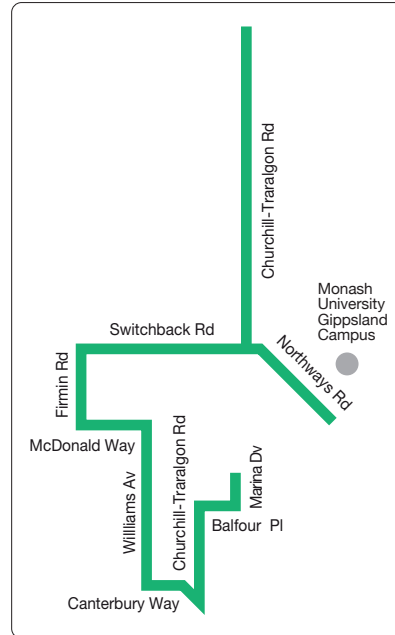 Churchill-Traralgon Rd
Monash
University
Gippsland
Campus
Switchback Rd
Northways Rd
Firmin Rd
McDonald Way
Churchill-Traralgon Rd
Williams Av
Marina Dv
Balfour Pl
Canterbury Way